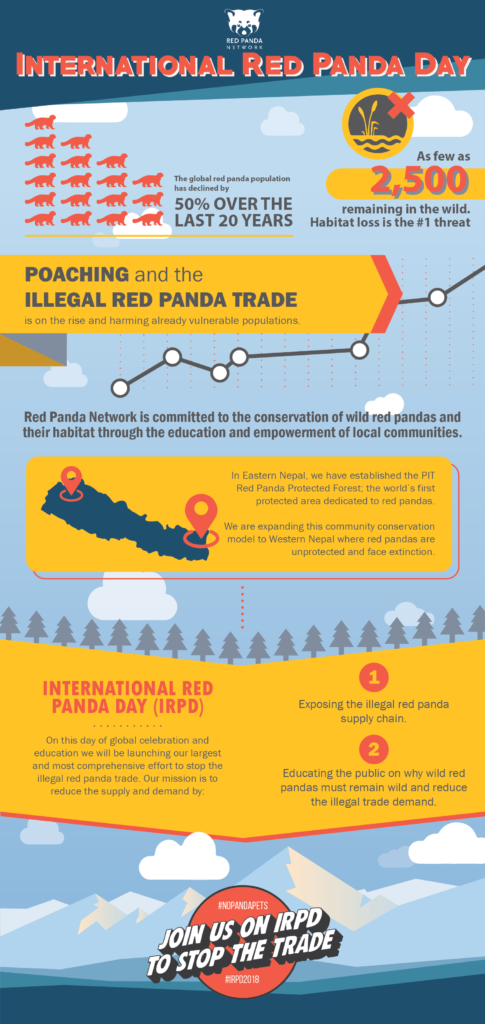 RED PANDA
NETWORK
INTERNATIONAL RED PANDA DAY
The global red panda population
has declined by
50% OVER THE
LAST 20 YEARS
As few as
2,500
remaining in the wild.
Habitat loss is the #1 threat
POACHING and the
ILLEGAL RED PANDA TRADE
is on the rise and harming already vulnerable populations.
Red Panda Network is committed to the conservation of wild red pandas and
their habitat through the education and empowerment of local communities.
In Eastern Nepal, we have established the PIT
Red Panda Protected Forest; the world's first
protected area dedicated to red pandas.
We are expanding this community conservation
model to Western Nepal where red pandas are
unprotected and face extinction.
INTERNATIONAL RED
PANDA DAY (IRPD)
On this day of global celebration and
education we will be launching our largest
and most comprehensive effort to stop the
illegal red panda trade. Our mission is to
reduce the supply and demand by:
1
Exposing the illegal red panda
supply chain.
2
Educating the public on why wild red
pandas must remain wild and reduce
the illegal trade demand.
#NOPANDAPETS
JOIN US ON IRPD
TO STOP THE TRADE
#IRPD2018